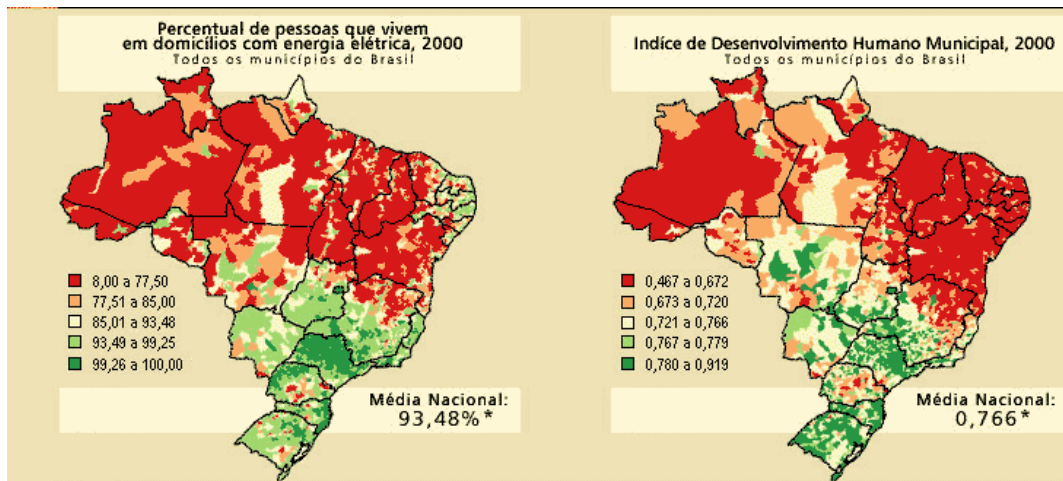 Percentual de pessoas que vivem
em domicílios com energia elétrica, 2000
Todos os municípios do Brasil
8,00 a 77,50
77,51 a 85,00
85,01 a 93,48
93,49 a 99,25
99,26 a 100,00
Média Nacional:
93,48%*
Indíce de Desenvolvimento Humano Municipal, 2000
Todos os municípios do Brasil
0,467 a 0,672
0,673 a 0,720
0,721 a 0,766
0,767 a 0,779
0,780 a 0,919
Média Nacional:
0,766*